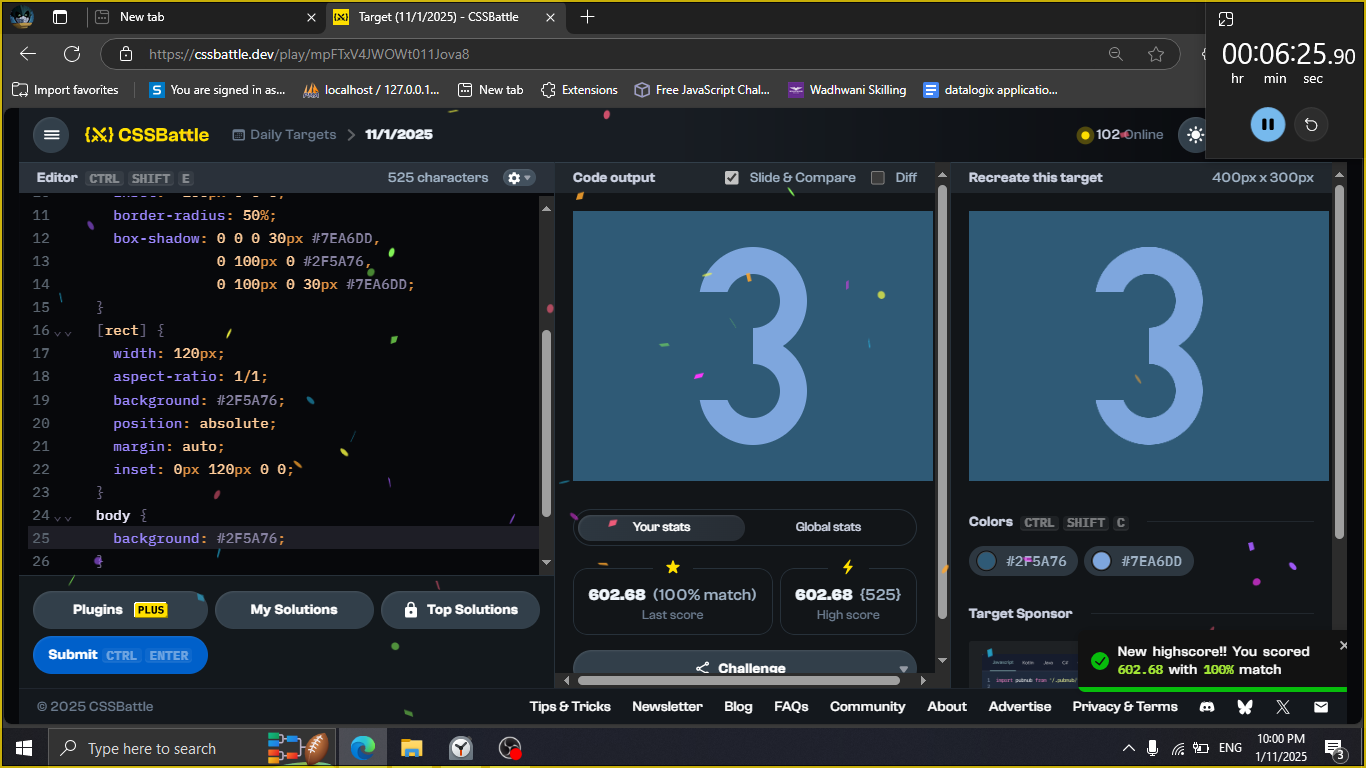 New tab
Target (11/1/2025) - CSSBattle
https://cssbattle.dev/play/mpFTxV4JWOWt011Jova8
00:06:25.90
hr min sec
Import favorites
You are signed in as...
localhost / 127.0.0.1...
New tab
Extensions
Free JavaScript Chal...
Wadhwani Skilling
datalogix applicatio...
CSSBattle
Daily Targets
11/1/2025
102 Online
Editor CTRL SHIFT E
525 characters
Code output
Slide & Compare
Diff
Recreate this target
400px x 300px
11 border-radius: 50%;
12 box-shadow: 0 0 0 30px #7EA6DD,
13 0 100px 0 #2F5A76,
14 0 100px 0 30px #7EA6DD;
15 }
16 [rect] {
17 width: 120px;
18 aspect-ratio: 1/1;
19 background: #2F5A76;
20 position: absolute;
21 margin: auto;
22 inset: 0px 120px 0 0;
23 }
24 body {
25 background: #2F5A76;
26 }
3
3
Your stats
Global stats
602.68 (100% match)
Last score
602.68 {525}
High score
Challenge
Colors CTRL SHIFT C
#2F5A76
#7EA6DD
Target Sponsor
Plugins PLUS
My Solutions
Top Solutions
Submit CTRL ENTER
New highscore!! You scored
602.68 with 100% match
© 2025 CSSBattle
Tips & Tricks
Newsletter
Blog
FAQs
Community
About
Advertise
Privacy & Terms
Type here to search
ENG
10:00 PM
1/11/2025
3